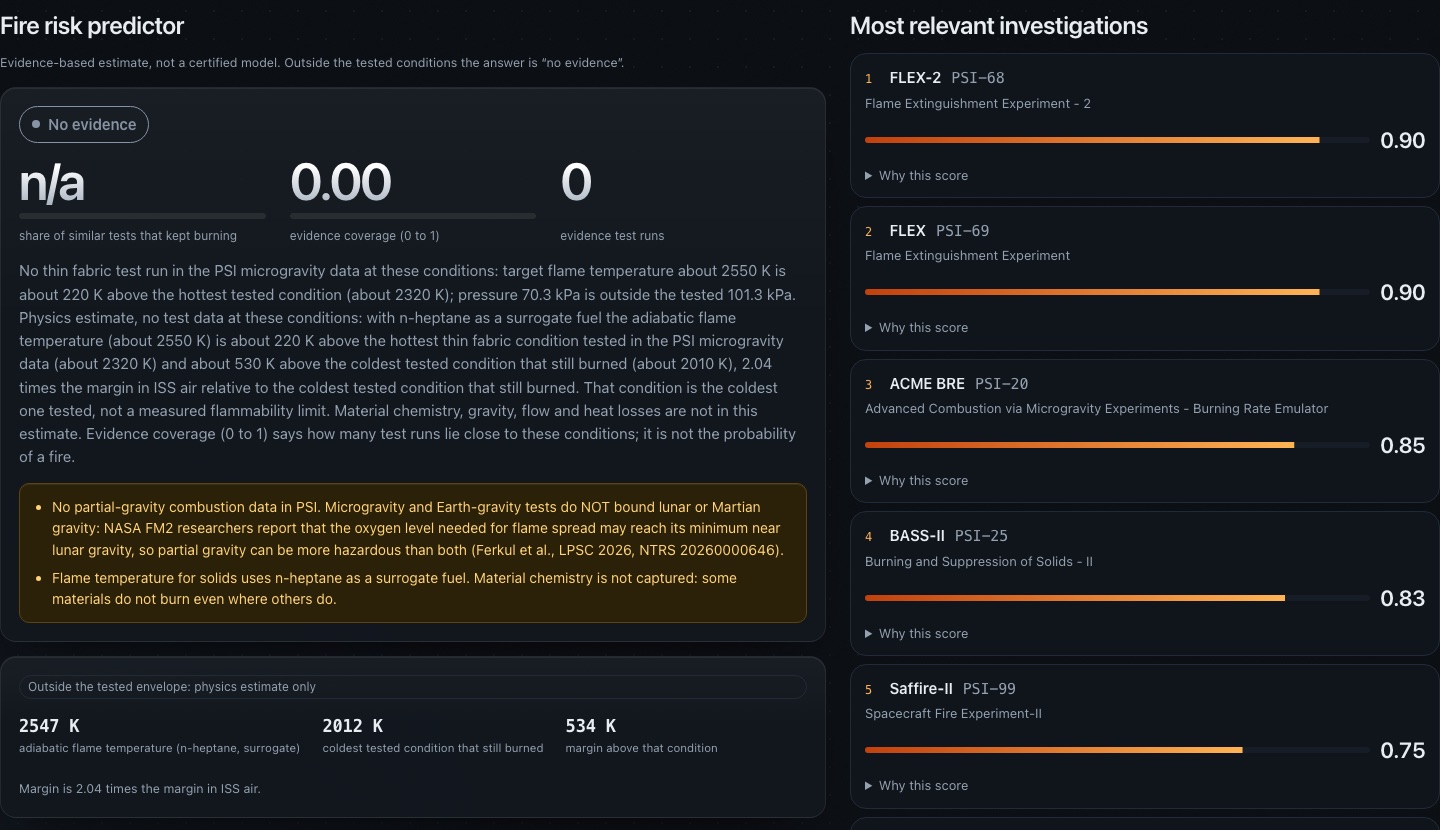 Fire risk predictor
Evidence-based estimate, not a certified model. Outside the tested conditions the answer is “no evidence”.
No evidence
n/a
share of similar tests that kept burning
0.00
evidence coverage (0 to 1)
0
evidence test runs
No thin fabric test run in the PSI microgravity data at these conditions: target flame temperature about 2550 K is
about 220 K above the hottest tested condition (about 2320 K); pressure 70.3 kPa is outside the tested 101.3 kPa.
Physics estimate, no test data at these conditions: with n-heptane as a surrogate fuel the adiabatic flame
temperature (about 2550 K) is about 220 K above the hottest thin fabric condition tested in the PSI microgravity
data (about 2320 K) and about 530 K above the coldest tested condition that still burned (about 2010 K), 2.04
times the margin in ISS air relative to the coldest tested condition that still burned. That condition is the coldest
one tested, not a measured flammability limit. Material chemistry, gravity, flow and heat losses are not in this
estimate. Evidence coverage (0 to 1) says how many test runs lie close to these conditions; it is not the probability
of a fire.
• No partial-gravity combustion data in PSI. Microgravity and Earth-gravity tests do NOT bound lunar or Martian
gravity: NASA FM2 researchers report that the oxygen level needed for flame spread may reach its minimum near
lunar gravity, so partial gravity can be more hazardous than both (Ferkul et al., LPSC 2026, NTRS 20260000646).
• Flame temperature for solids uses n-heptane as a surrogate fuel. Material chemistry is not captured: some
materials do not burn even where others do.
Outside the tested envelope: physics estimate only
2547 K
adiabatic flame temperature (n-heptane, surrogate)
2012 K
coldest tested condition that still burned
534 K
margin above that condition
Margin is 2.04 times the margin in ISS air.
Most relevant investigations
1 FLEX-2 PSI-68
Flame Extinguishment Experiment - 2
0.90
Why this score
2 FLEX PSI-69
Flame Extinguishment Experiment
0.90
Why this score
3 ACME BRE PSI-20
Advanced Combustion via Microgravity Experiments - Burning Rate Emulator
0.85
Why this score
4 BASS-II PSI-25
Burning and Suppression of Solids - II
0.83
Why this score
5 Saffire-II PSI-99
Spacecraft Fire Experiment-II
0.75
Why this score